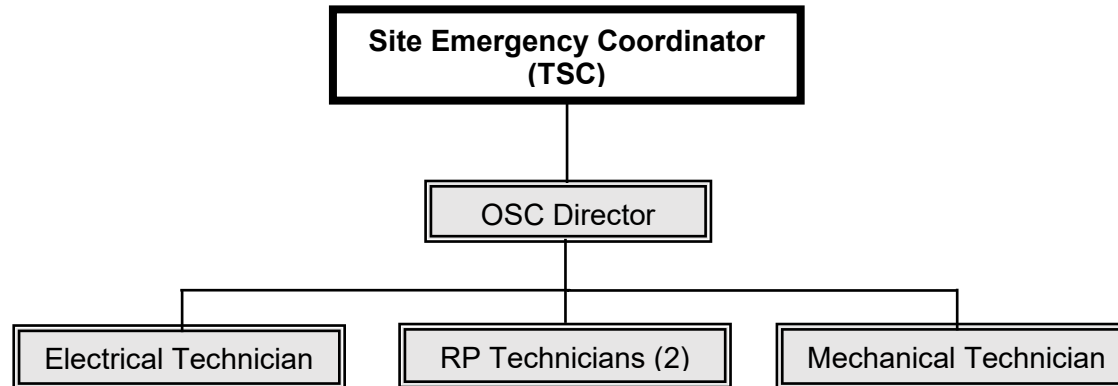 Site Emergency Coordinator
(TSC)
OSC Director
Electrical Technician
RP Technicians (2)
Mechanical Technician